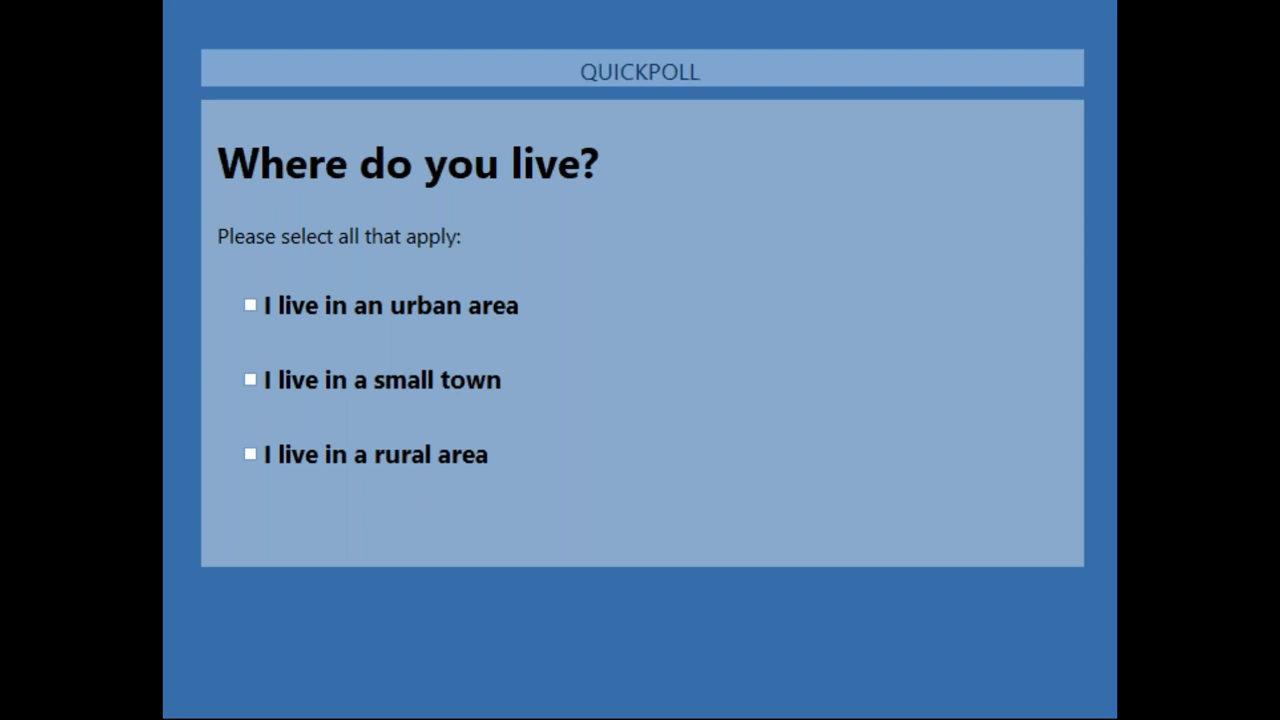 QUICKPOLL
Where do you live?
Please select all that apply:
I live in an urban area
I live in a small town
I live in a rural area